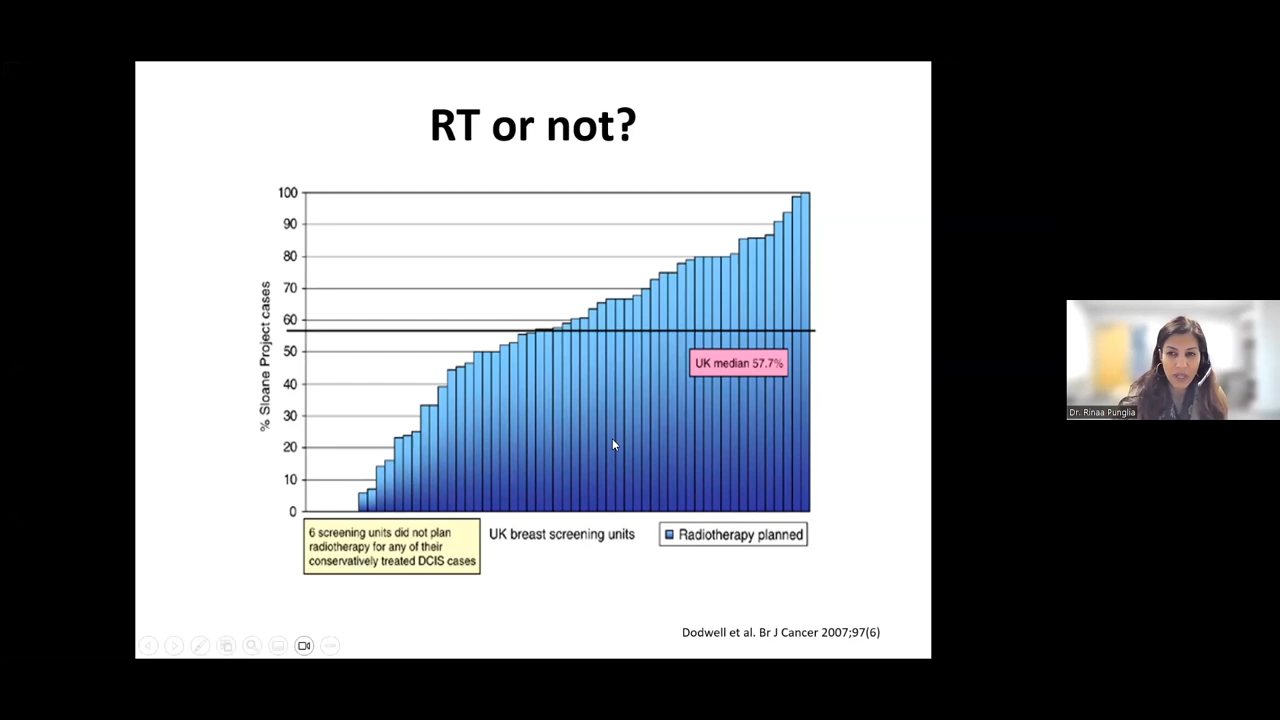 RT or not?
100
90
80
70
60
50
40
30
20
10
0
% Sloane Project cases
UK median 57.7%
6 screening units did not plan
radiotherapy for any of their
conservatively treated DCIS cases
UK breast screening units
Radiotherapy planned
Dodwell et al. Br J Cancer 2007;97(6)
Dr. Rinaa Punglia